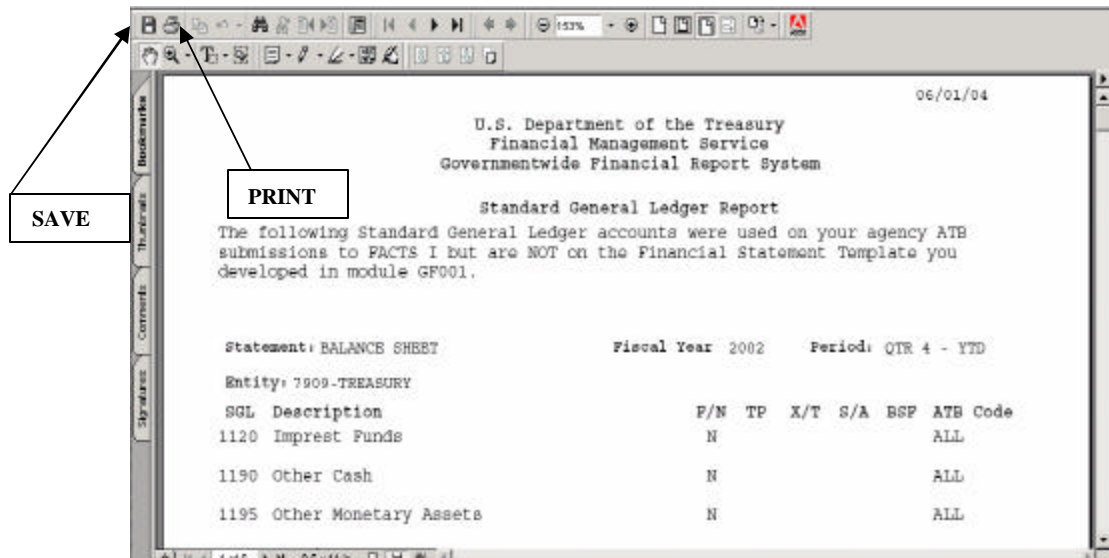 153%
06/01/04
U.S. Department of the Treasury
Financial Management Service
Governmentwide Financial Report System
Standard General Ledger Report
The following Standard General Ledger accounts were used on your agency ATB
submissions to FACTS I but are NOT on the Financial Statement Template you
developed in module GF001.
Statement: BALANCE SHEET Fiscal Year 2002 Period: QTR 4 - YTD
Entity: 7909-TREASURY
SGL Description F/N TP X/T S/A BSF ATB Code
1120 Imprest Funds N ALL
1190 Other Cash N ALL
1195 Other Monetary Assets N ALL
SAVE
PRINT
Bookmarks
Thumbnails
Comments
Signatures